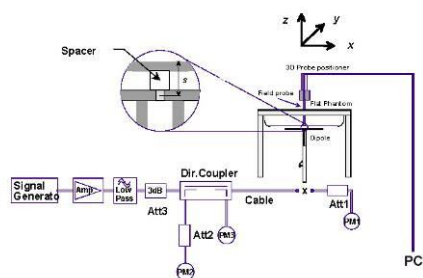 z
y
x
Spacer
s
3D Probe positioner
Field probe
Flat Phantom
Dipole
Signal
Generato
Amp
Low
Pass
3dB
Att3
Dir.Coupler
Cable
x
Att1
PM1
Att2
PM3
PM2
PC